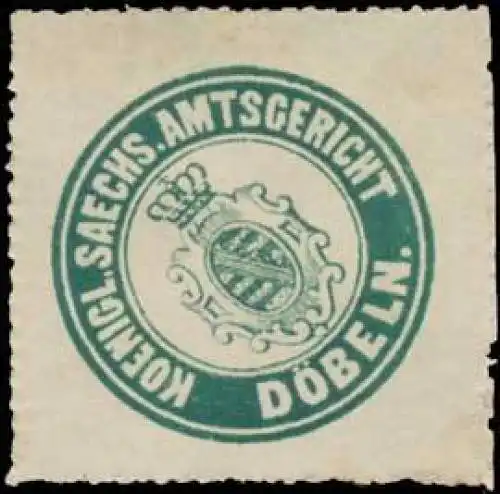 KOENIGL. SAECHS. AMTSGERICHT
DÖBELN.